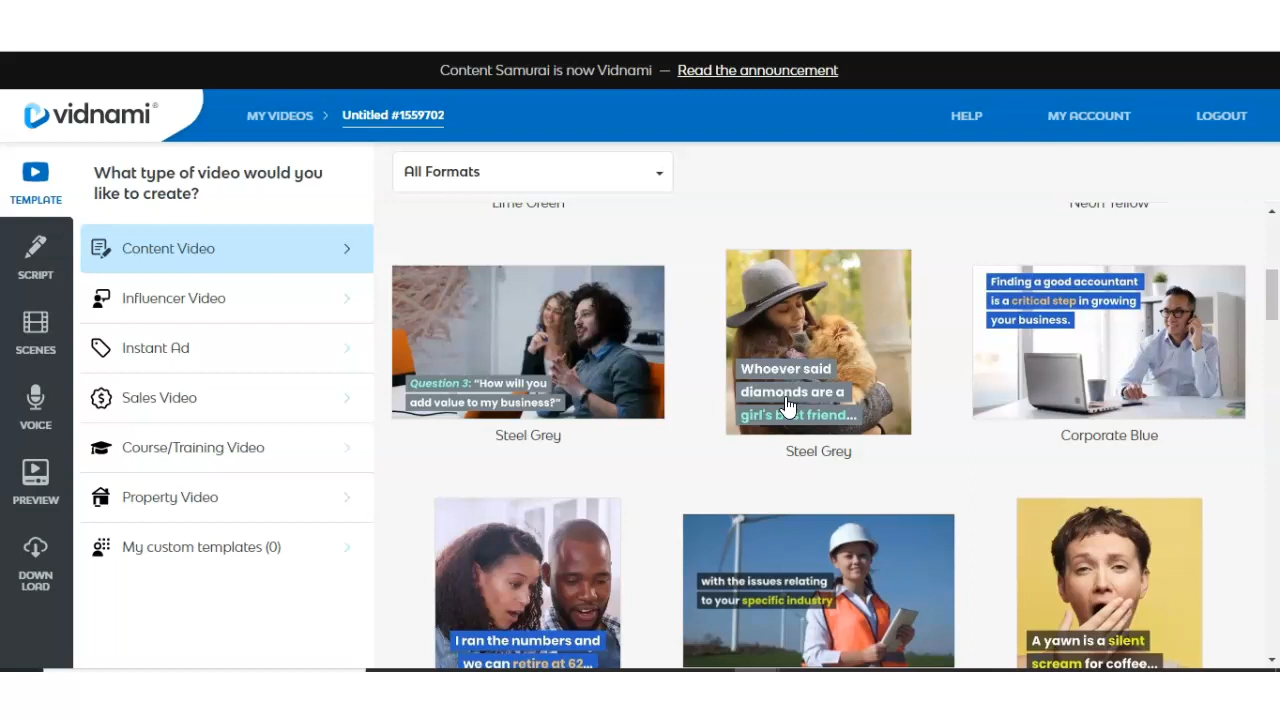 Content Samurai is now Vidnami — Read the announcement
vidnami®
MY VIDEOS > Untitled #1559702
HELP
MY ACCOUNT
LOGOUT
TEMPLATE
SCRIPT
SCENES
VOICE
PREVIEW
DOWN
LOAD
What type of video would you
like to create?
Content Video
Influencer Video
Instant Ad
Sales Video
Course/Training Video
Property Video
My custom templates (0)
All Formats
Lime Green
Neon Yellow
Question 3: "How will you
add value to my business?"
Steel Grey
Whoever said
diamonds are a
girl's best friend...
Steel Grey
Finding a good accountant
is a critical step in growing
your business.
Corporate Blue
I ran the numbers and
we can retire at 62...
with the issues relating
to your specific industry
A yawn is a silent
scream for coffee...